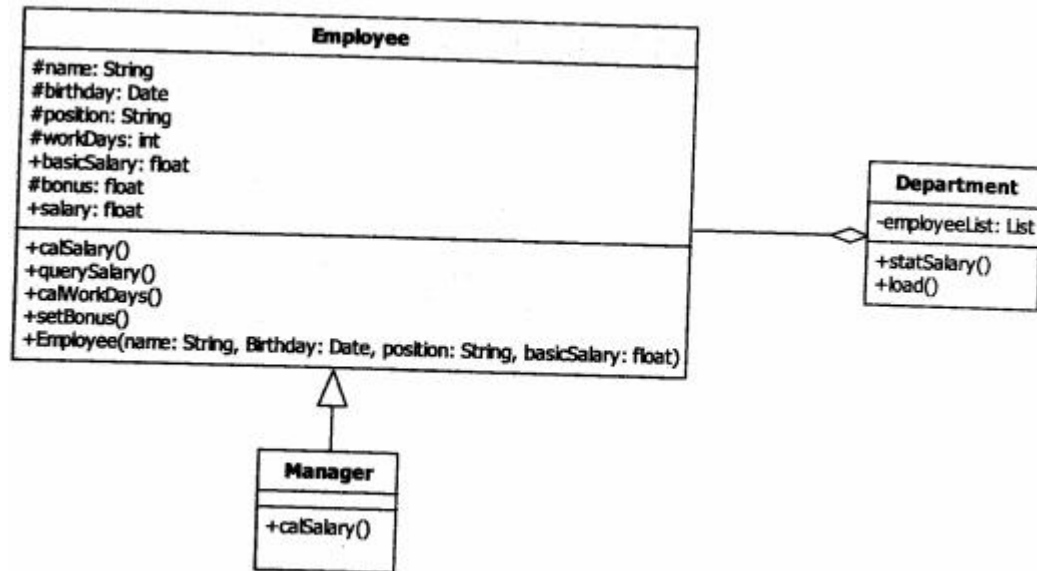 Employee
#name: String
#birthday: Date
#position: String
#workDays: int
+basicSalary: float
#bonus: float
+salary: float
+calSalary()
+querySalary()
+calWorkDays()
+setBonus()
+Employee(name: String, Birthday: Date, position: String, basicSalary: float)
Department
-employeeList: List
+statSalary()
+load()
Manager
+calSalary()